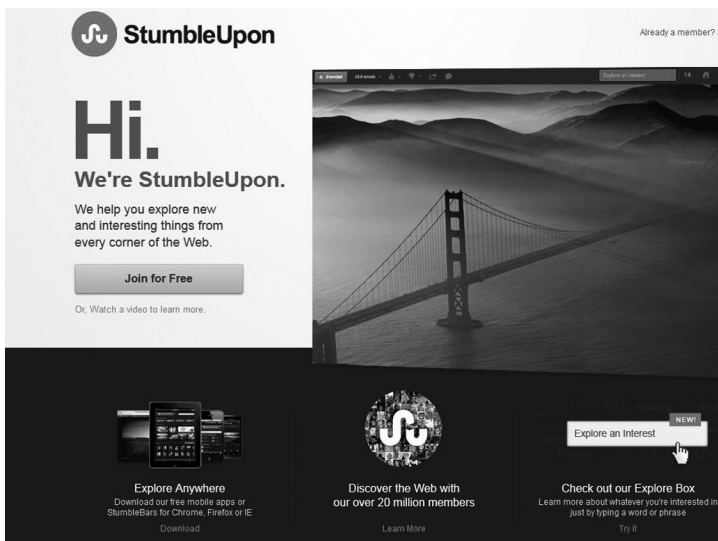 StumbleUpon
Already a member?
Hi.
We're StumbleUpon.
We help you explore new
and interesting things from
every corner of the Web.
Join for Free
Or, Watch a video to learn more.
Stumble!
All Interests
Explore an interest
14
NEW!
Explore an Interest
Explore Anywhere
Download our free mobile apps or
StumbleBars for Chrome, Firefox or IE
Download
Discover the Web with
our over 20 million members
Learn More
Check out our Explore Box
Learn more about whatever you're interested in
just by typing a word or phrase
Try it